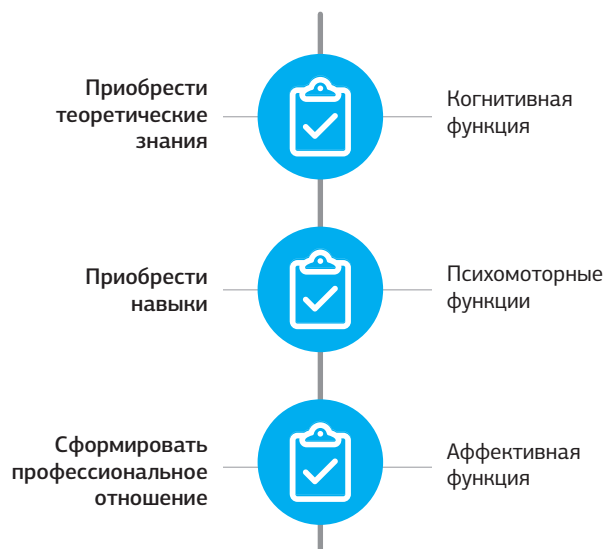 Приобрести
теоретические
знания
Когнитивная
функция
Приобрести
навыки
Психомоторные
функции
Сформировать
профессиональное
отношение
Аффективная
функция